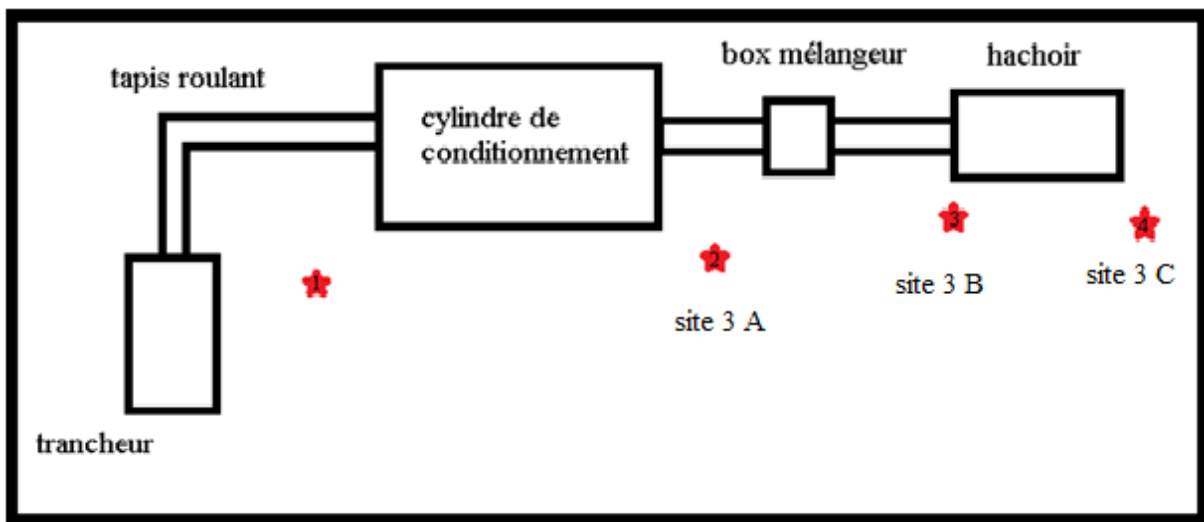 box mélangeur
hachoir
tapis roulant
cylindre de
conditionnement
1
2
3
4
site 3 A
site 3 B
site 3 C
trancheur